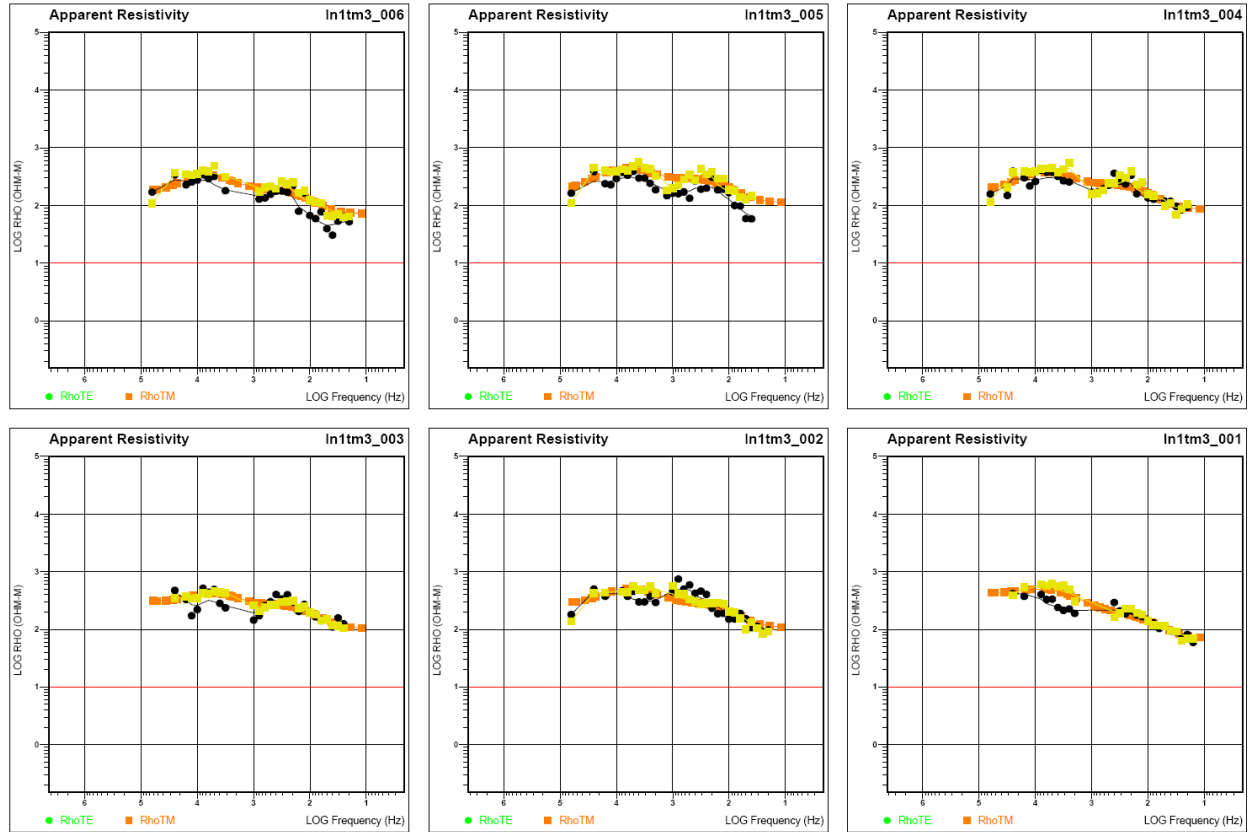 Apparent Resistivity ln1tm3_006
5
4
3
2
1
0
LOG RHO (OHM-M)
6 5 4 3 2 1
RhoTE RhoTM LOG Frequency (Hz)
Apparent Resistivity ln1tm3_005
5
4
3
2
1
0
LOG RHO (OHM-M)
6 5 4 3 2 1
RhoTE RhoTM LOG Frequency (Hz)
Apparent Resistivity ln1tm3_004
5
4
3
2
1
0
LOG RHO (OHM-M)
6 5 4 3 2 1
RhoTE RhoTM LOG Frequency (Hz)
Apparent Resistivity ln1tm3_003
5
4
3
2
1
0
LOG RHO (OHM-M)
6 5 4 3 2 1
RhoTE RhoTM LOG Frequency (Hz)
Apparent Resistivity ln1tm3_002
5
4
3
2
1
0
LOG RHO (OHM-M)
6 5 4 3 2 1
RhoTE RhoTM LOG Frequency (Hz)
Apparent Resistivity ln1tm3_001
5
4
3
2
1
0
LOG RHO (OHM-M)
6 5 4 3 2 1
RhoTE RhoTM LOG Frequency (Hz)